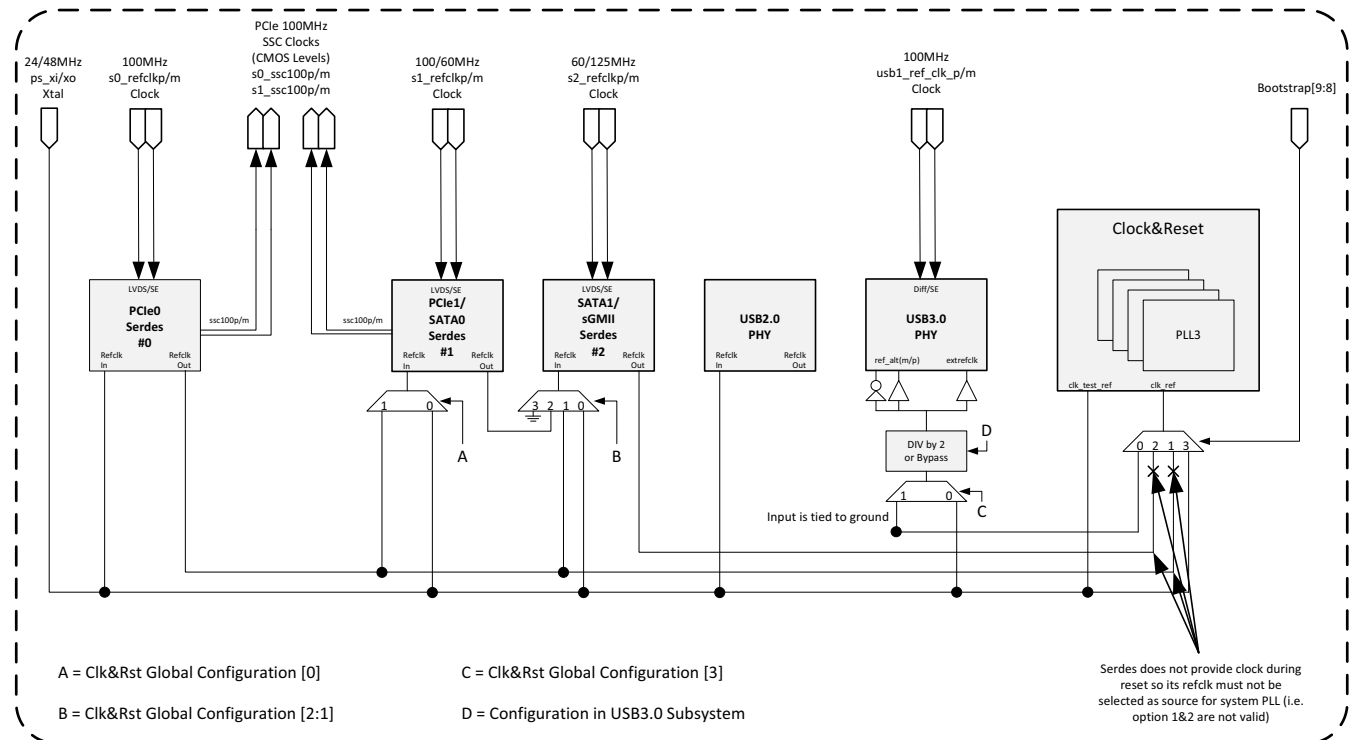 24/48MHz
ps_xi/xo
Xtal
100MHz
s0_refclkp/m
Clock
PCIe 100MHz
SSC Clocks
(CMOS Levels)
s0_ssc100p/m
s1_ssc100p/m
100/60MHz
s1_refclkp/m
Clock
60/125MHz
s2_refclkp/m
Clock
100MHz
usb1_ref_clk_p/m
Clock
Bootstrap[9:8]
LVDS/SE
PCIe0
Serdes
#0
Refclk
In
Refclk
Out
ssc100p/m
ssc100p/m
LVDS/SE
PCIe1/
SATA0
Serdes
#1
Refclk
In
Refclk
Out
LVDS/SE
SATA1/
sGMII
Serdes
#2
Refclk
In
Refclk
Out
USB2.0
PHY
Refclk
In
Refclk
Out
Diff/SE
USB3.0
PHY
ref_alt(m/p)
extrefclk
Clock&Reset
PLL3
clk_test_ref
clk_ref
1 0
A
3 2 1 0
B
DIV by 2
or Bypass
D
1 0
C
0 2 1 3
Input is tied to ground
A = Clk&Rst Global Configuration [0]
B = Clk&Rst Global Configuration [2:1]
C = Clk&Rst Global Configuration [3]
D = Configuration in USB3.0 Subsystem
Serdes does not provide clock during
reset so its refclk must not be
selected as source for system PLL (i.e.
option 1&2 are not valid)